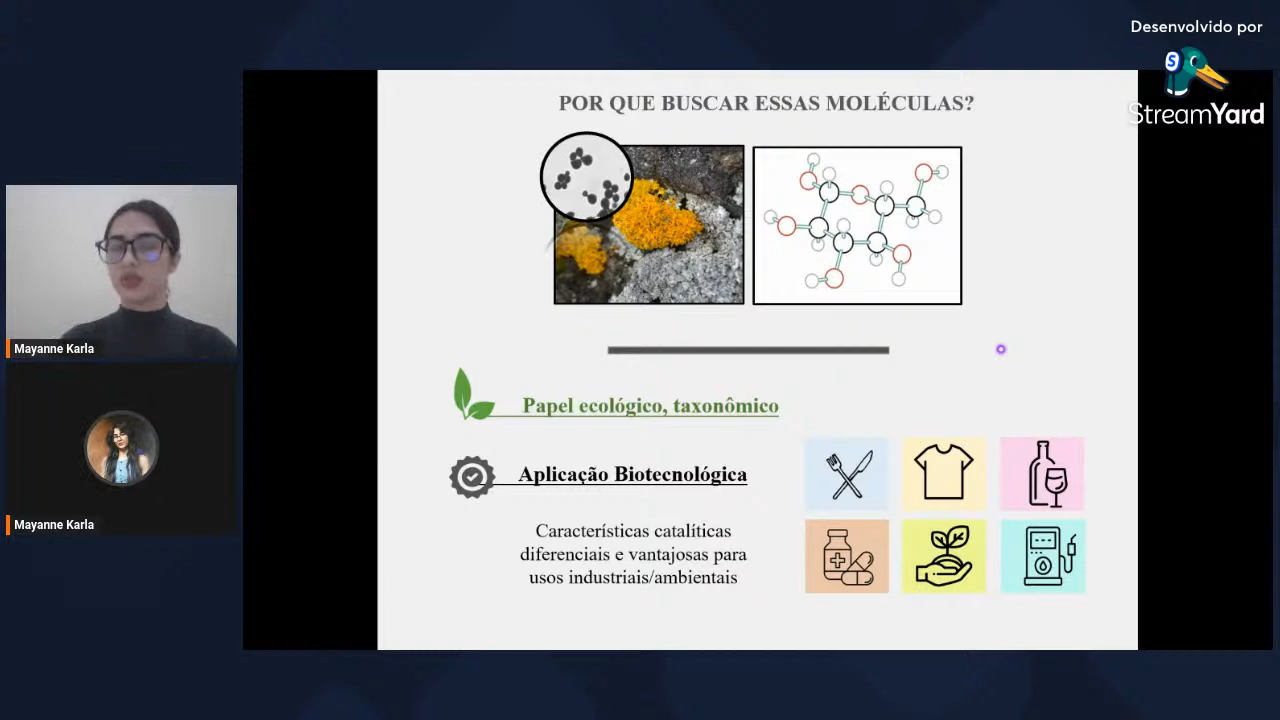 Desenvolvido por
S
StreamYard
POR QUE BUSCAR ESSAS MOLÉCULAS?
Mayanne Karla
Papel ecológico, taxonômico
Aplicação Biotecnológica
Mayanne Karla
Características catalíticas
diferenciais e vantajosas para
usos industriais/ambientais